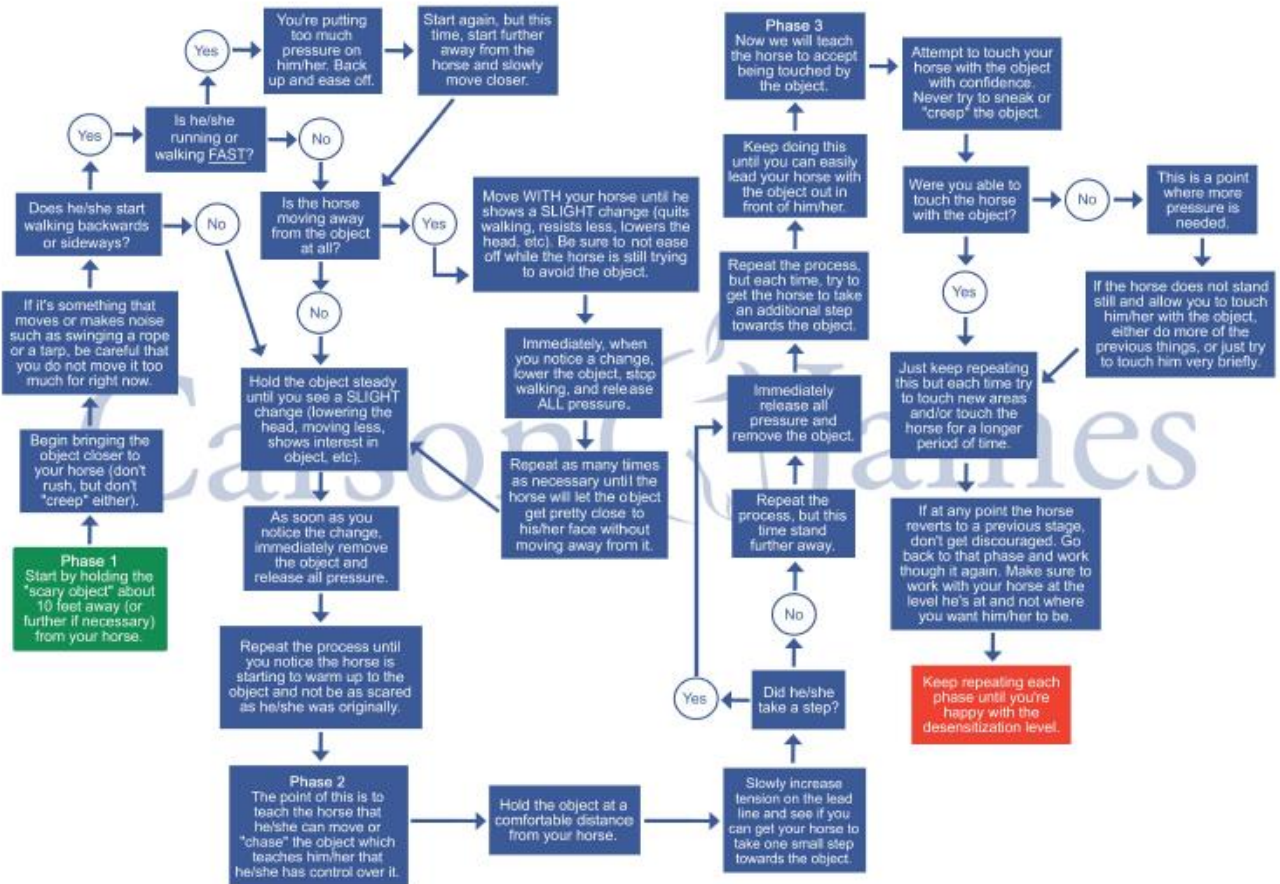 Phase 1
Start by holding the
"scary object" about
10 feet away (or
further if necessary)
from your horse.
Begin bringing the
object closer to
your horse (don't
rush, but don't
"creep" either).
If it's something that
moves or makes noise
such as swinging a rope
or a tarp, be careful that
you do not move it too
much for right now.
Does he/she start
walking backwards
or sideways?
Yes
No
Is he/she
running or
walking FAST?
Yes
No
You're putting
too much
pressure on
him/her. Back
up and ease off.
Start again, but this
time, start further
away from the
horse and slowly
move closer.
Is the horse
moving away
from the object
at all?
Yes
No
Move WITH your horse until he
shows a SLIGHT change (quits
walking, resists less, lowers the
head, etc). Be sure to not ease
off while the horse is still trying
to avoid the object.
Immediately, when
you notice a change,
lower the object, stop
walking, and release
ALL pressure.
Repeat as many times
as necessary until the
horse will let the object
get pretty close to
his/her face without
moving away from it.
Hold the object steady
until you see a SLIGHT
change (lowering the
head, moving less,
shows interest in
object, etc).
As soon as you
notice the change,
immediately remove
the object and
release all pressure.
Repeat the process until
you notice the horse is
starting to warm up to the
object and not be as scared
as he/she was originally.
Phase 2
The point of this is to
teach the horse that
he/she can move or
"chase" the object which
teaches him/her that
he/she has control over it.
Hold the object at a
comfortable distance
from your horse.
Slowly increase
tension on the lead
line and see if you
can get your horse to
take one small step
towards the object.
Did he/she
take a step?
Yes
No
Repeat the
process, but this
time stand
further away.
Immediately
release all
pressure and
remove the object.
Repeat the process,
but each time, try to
get the horse to take
an additional step
towards the object.
Keep doing this
until you can easily
lead your horse with
the object out in
front of him/her.
Phase 3
Now we will teach
the horse to accept
being touched by
the object.
Attempt to touch your
horse with the object
with confidence.
Never try to sneak or
"creep" the object.
Were you able to
touch the horse
with the object?
No
Yes
This is a point
where more
pressure is
needed.
If the horse does not stand
still and allow you to touch
him/her with the object,
either do more of the
previous things, or just try
to touch him very briefly.
Just keep repeating
this but each time try
to touch new areas
and/or touch the
horse for a longer
period of time.
If at any point the horse
reverts to a previous stage,
don't get discouraged. Go
back to that phase and work
though it again. Make sure to
work with your horse at the
level he's at and not where
you want him/her to be.
Keep repeating each
phase until you're
happy with the
desensitization level.
Carson James